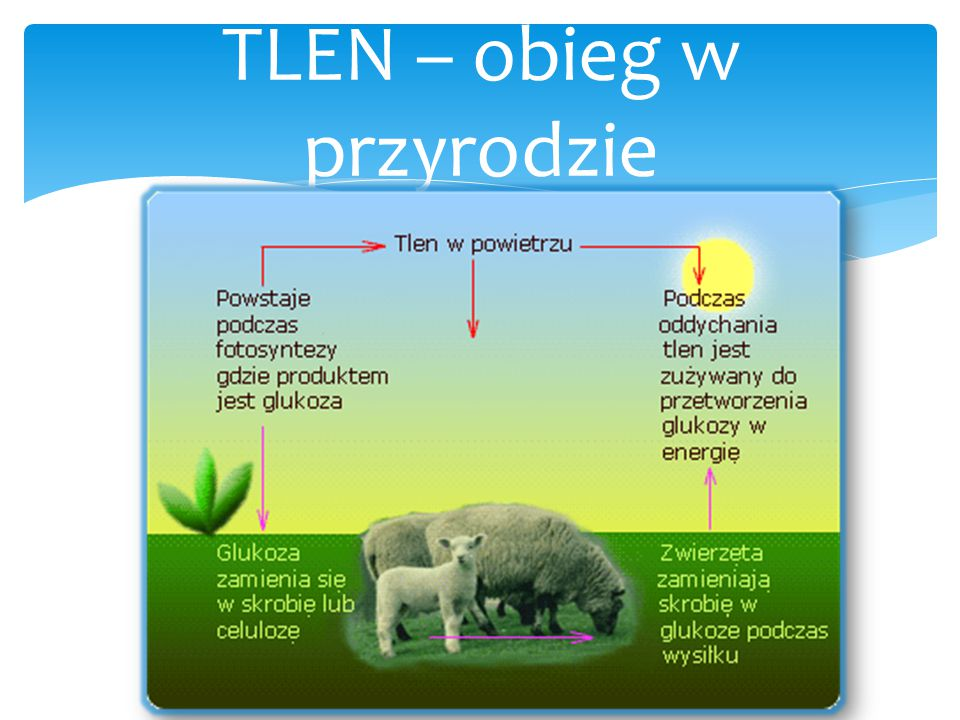 TLEN – obieg w
przyrodzie
Tlen w powietrzu
Powstaje
podczas
fotosyntezy
gdzie produktem
jest glukoza
Podczas
oddychania
tlen jest
zużywany do
przetworzenia
glukozy w
energię
Glukoza
zamienia się
w skrobię lub
celulozę
Zwierzęta
zamieniają
skrobię w
glukoze podczas
wysiłku